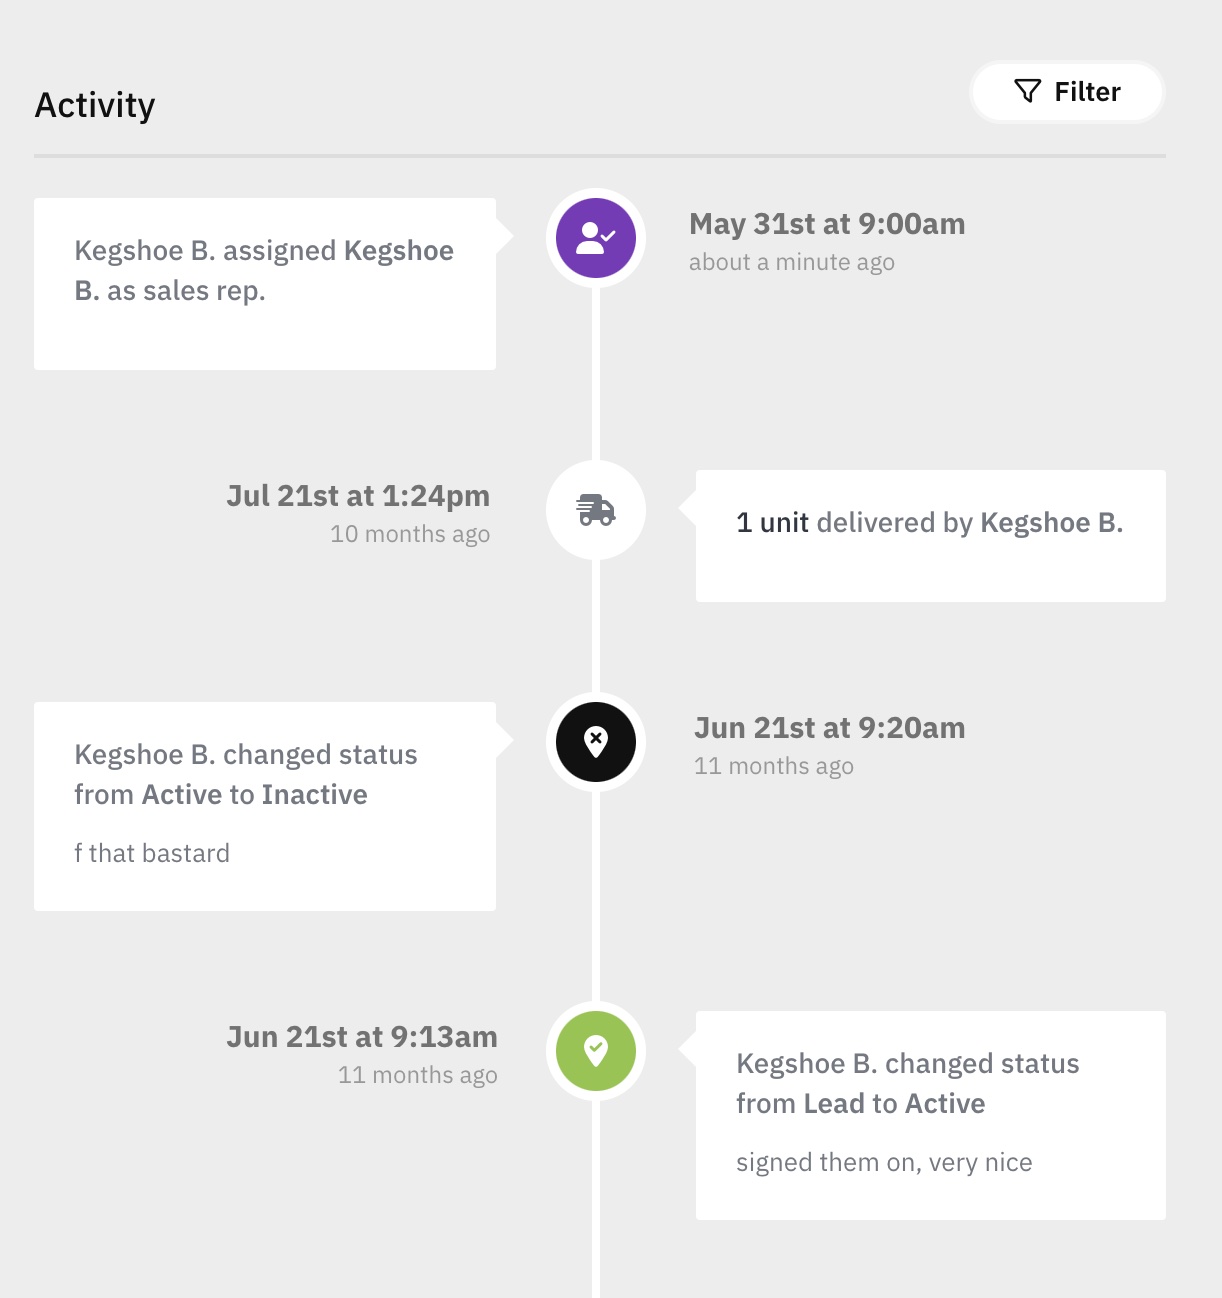 Activity
Filter
Kegshoe B. assigned Kegshoe
B. as sales rep.
May 31st at 9:00am
about a minute ago
Jul 21st at 1:24pm
10 months ago
1 unit delivered by Kegshoe B.
Kegshoe B. changed status
from Active to Inactive
f that bastard
Jun 21st at 9:20am
11 months ago
Jun 21st at 9:13am
11 months ago
Kegshoe B. changed status
from Lead to Active
signed them on, very nice